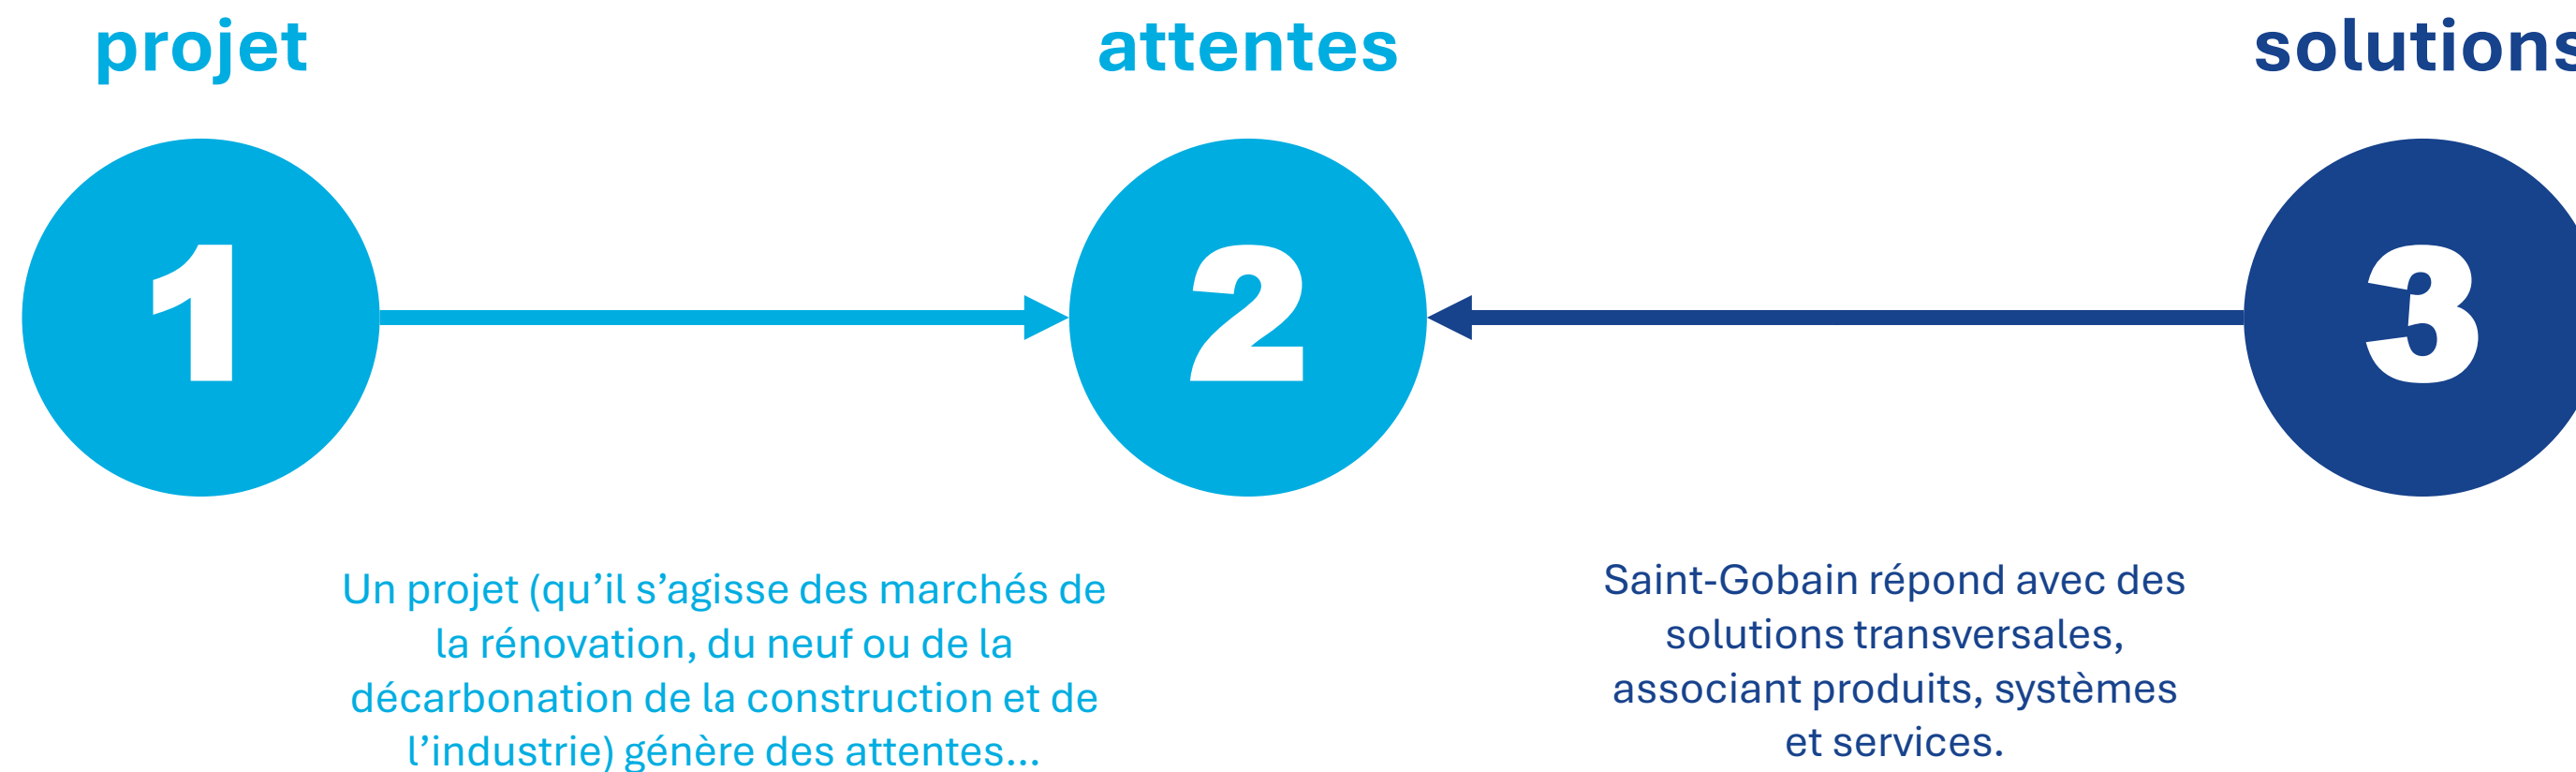 projet
attentes
solutions
1
2
3
Un projet (qu’il s’agisse des marchés de
la rénovation, du neuf ou de la
décarbonation de la construction et de
l’industrie) génère des attentes…
Saint-Gobain répond avec des
solutions transversales,
associant produits, systèmes
et services.